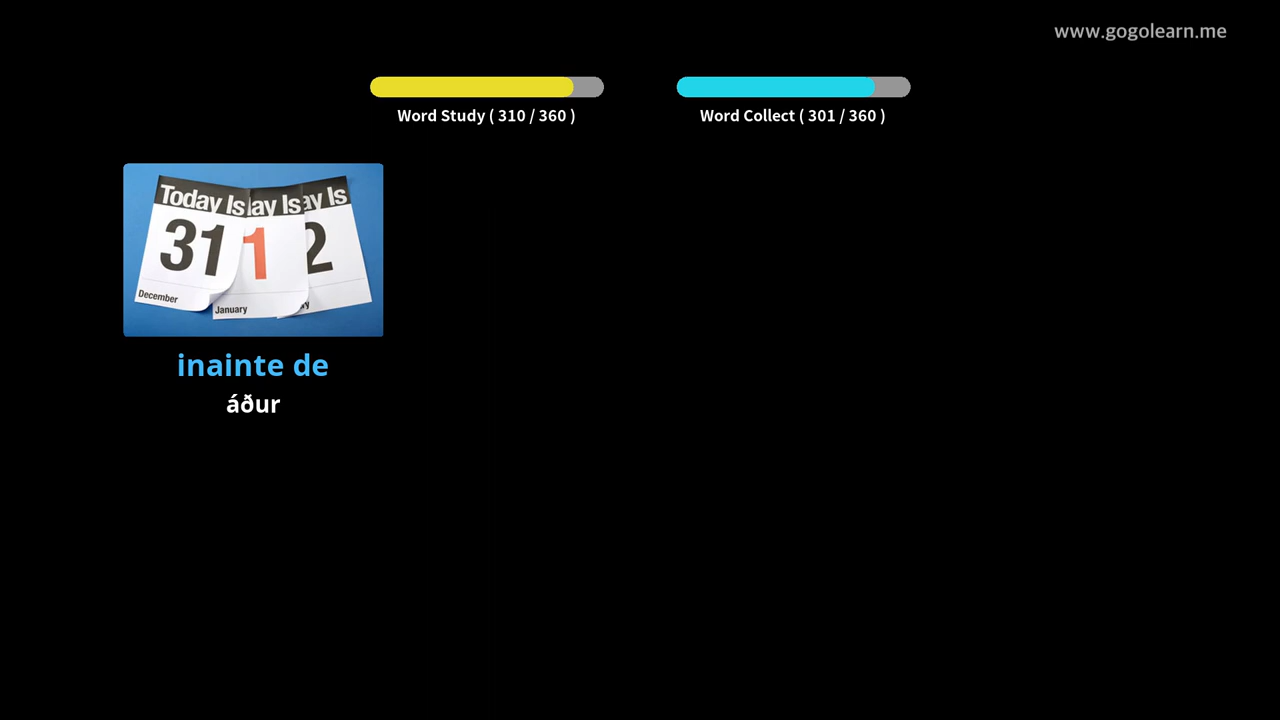 www.gogolearn.me
Word Study ( 310 / 360 )
Word Collect ( 301 / 360 )
Today Is
ay Is
ay Is
31
1
2
December
January
ry
inainte de
áður